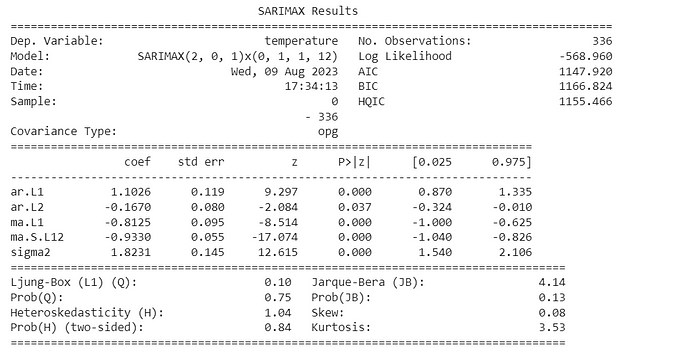 SARIMAX Results
==============================================================================
Dep. Variable: temperature No. Observations: 336
Model: SARIMAX(2, 0, 1)x(0, 1, 1, 12) Log Likelihood -568.960
Date: Wed, 09 Aug 2023 AIC 1147.920
Time: 17:34:13 BIC 1166.824
Sample: 0 HQIC 1155.466
- 336
Covariance Type: opg
==============================================================================
coef std err z P>|z| [0.025 0.975]
------------------------------------------------------------------------------
ar.L1 1.1026 0.119 9.297 0.000 0.870 1.335
ar.L2 -0.1670 0.080 -2.084 0.037 -0.324 -0.010
ma.L1 -0.8125 0.095 -8.514 0.000 -1.000 -0.625
ma.S.L12 -0.9330 0.055 -17.074 0.000 -1.040 -0.826
sigma2 1.8231 0.145 12.615 0.000 1.540 2.106
==============================================================================
Ljung-Box (L1) (Q): 0.10 Jarque-Bera (JB): 4.14
Prob(Q): 0.75 Prob(JB): 0.13
Heteroskedasticity (H): 1.04 Skew: 0.08
Prob(H) (two-sided): 0.84 Kurtosis: 3.53
==============================================================================